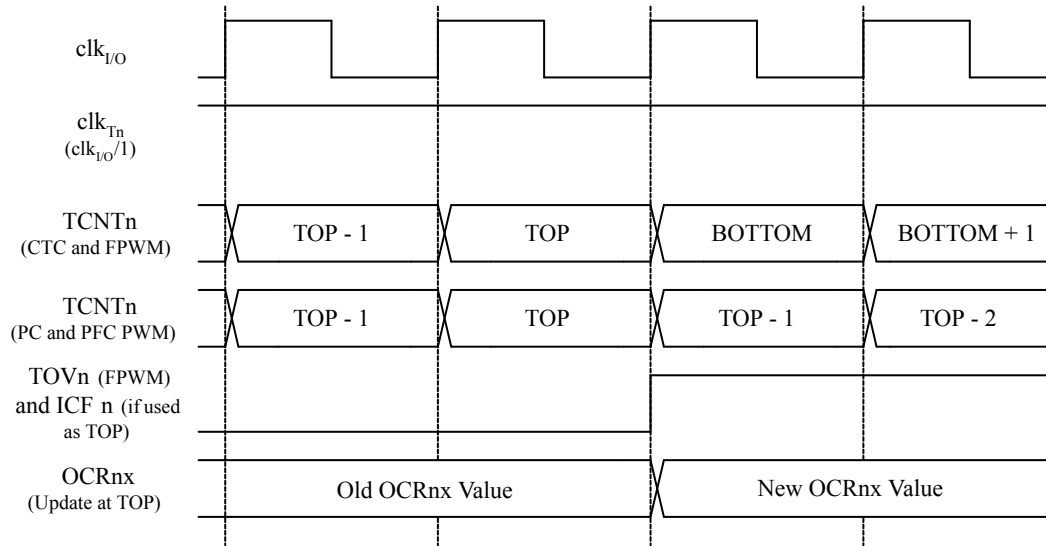 clkI/O
clkTn
(clkI/O/1)
TCNTn
(CTC and FPWM)
TOP - 1
TOP
BOTTOM
BOTTOM + 1
TCNTn
(PC and PFC PWM)
TOP - 1
TOP
TOP - 1
TOP - 2
TOVn (FPWM)
and ICF n (if used
as TOP)
OCRnx
(Update at TOP)
Old OCRnx Value
New OCRnx Value